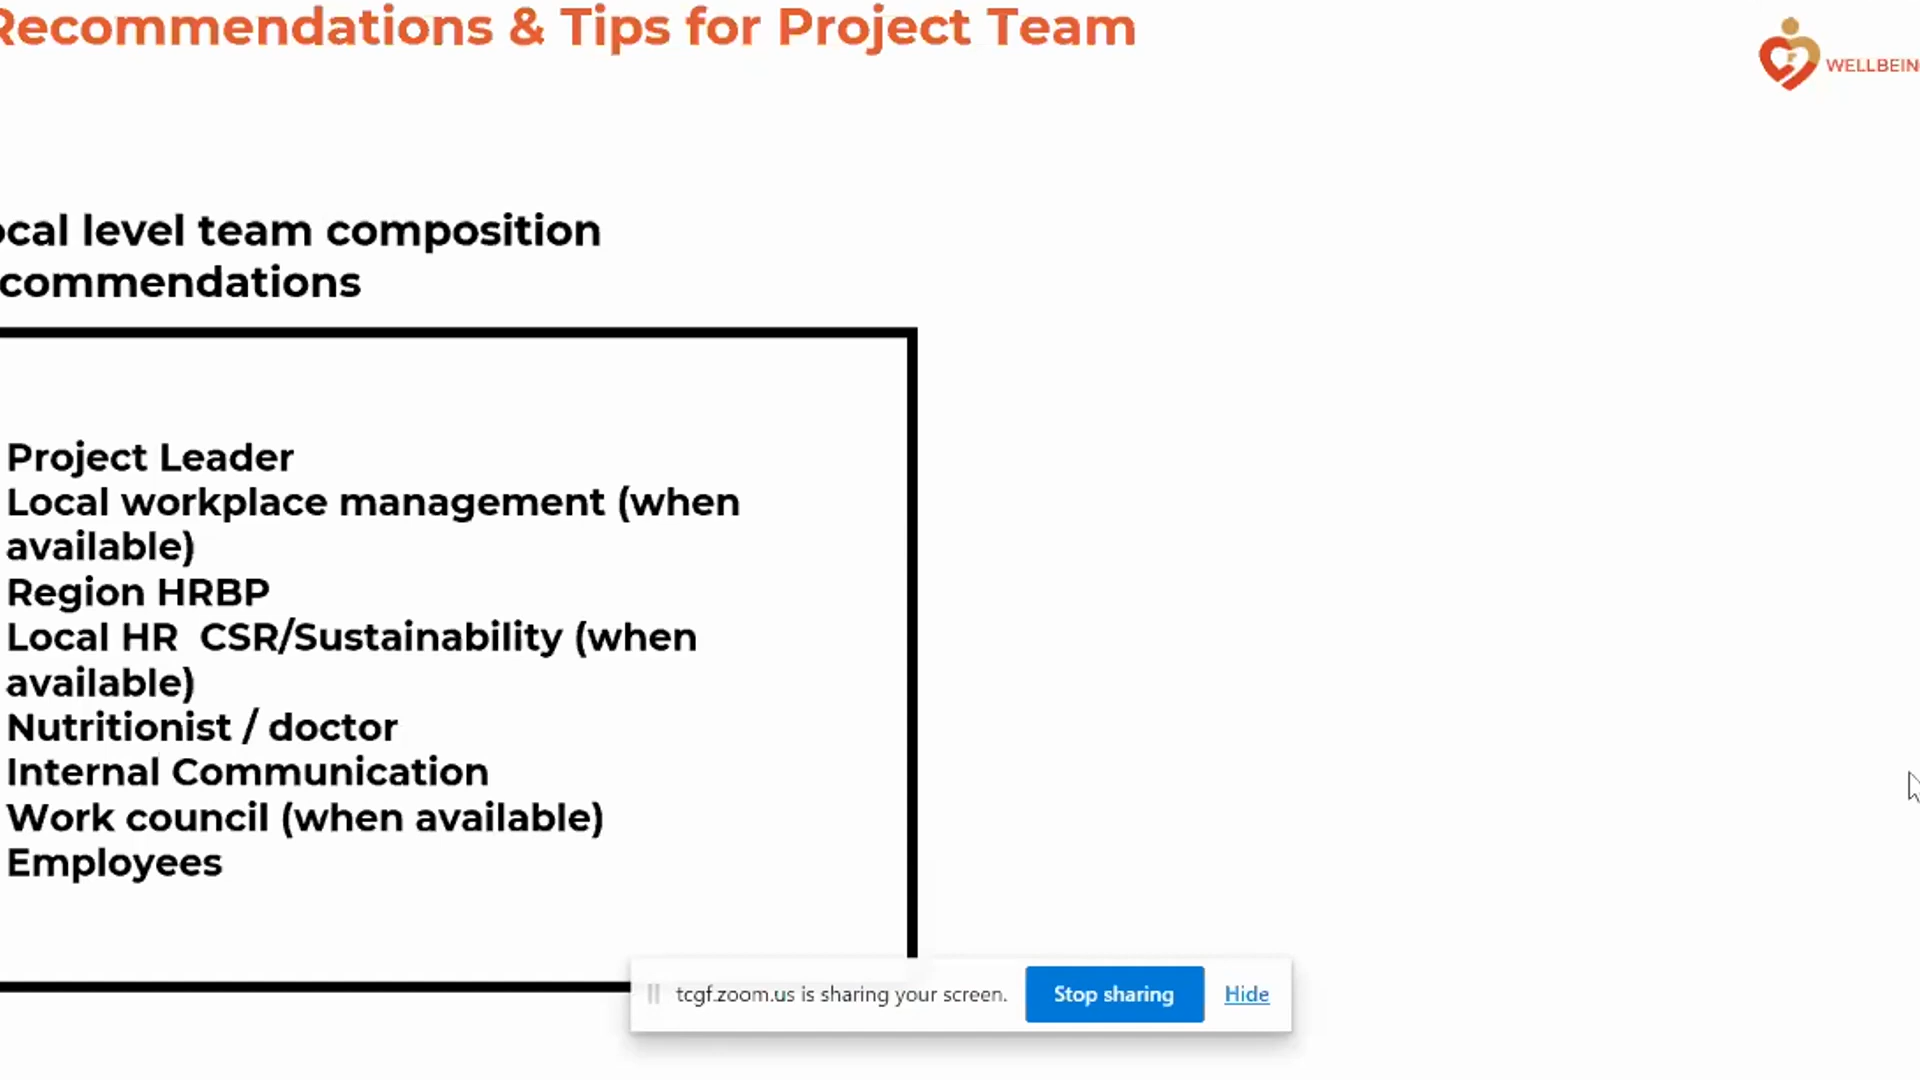 Recommendations & Tips for Project Team
WELLBEIN
ocal level team composition
commendations
Project Leader
Local workplace management (when
available)
Region HRBP
Local HR  CSR/Sustainability (when
available)
Nutritionist / doctor
Internal Communication
Work council (when available)
Employees
tcgf.zoom.us is sharing your screen.
Stop sharing
Hide